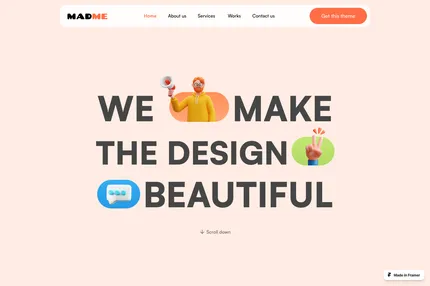 MADME
Home About us Services Works Contact us
Get this theme
WE MAKE
THE DESIGN
BEAUTIFUL
↓ Scroll down
Made in Framer